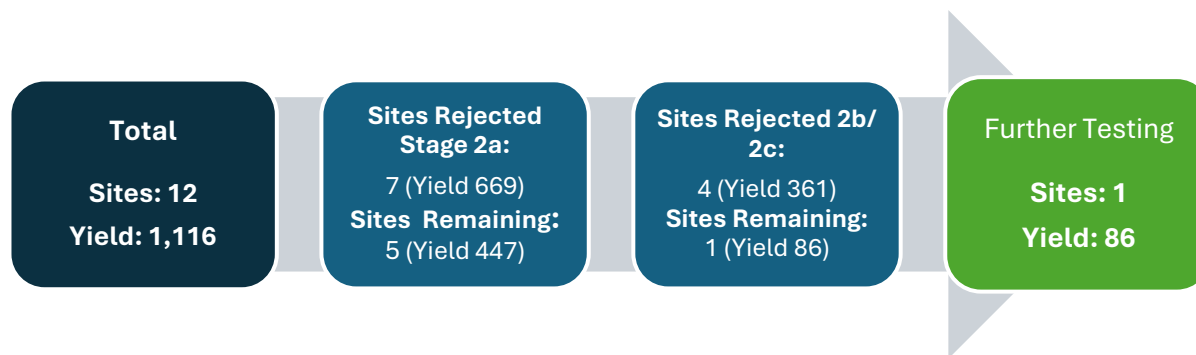 Total
Sites: 12
Yield: 1,116
Sites Rejected
Stage 2a:
7 (Yield 669)
Sites Remaining:
5 (Yield 447)
Sites Rejected 2b/
2c:
4 (Yield 361)
Sites Remaining:
1 (Yield 86)
Further Testing
Sites: 1
Yield: 86